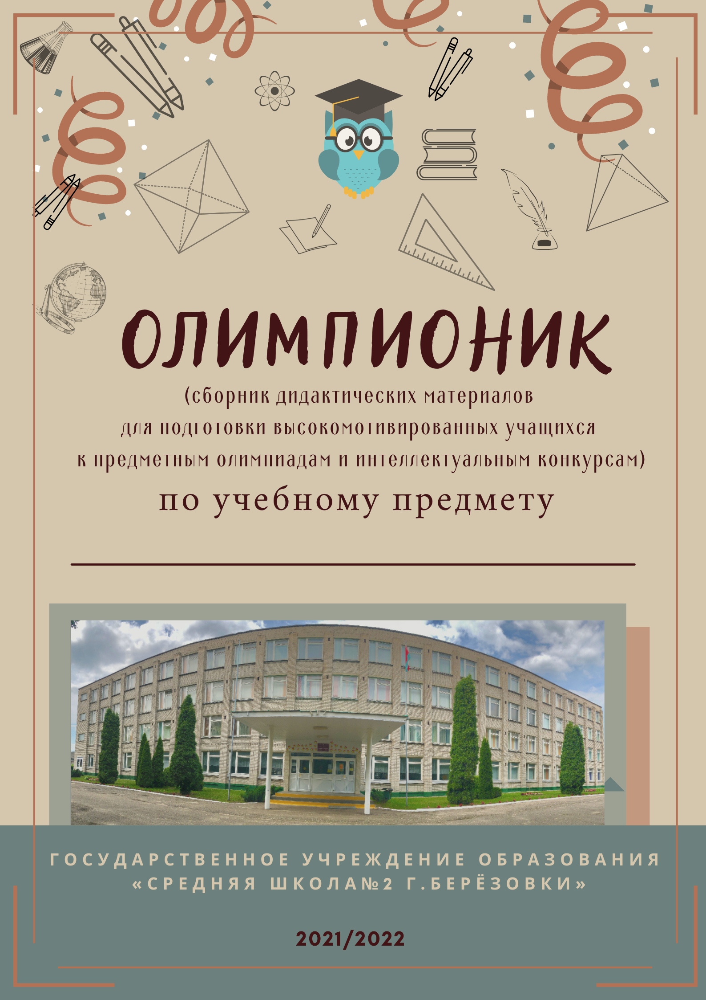 ОЛИМПИОНИК
(сборник дидактических материалов
для подготовки высокомотивированных учащихся
к предметным олимпиадам и интеллектуальным конкурсам)
по учебному предмету
ГОСУДАРСТВЕННОЕ УЧРЕЖДЕНИЕ ОБРАЗОВАНИЯ
«СРЕДНЯЯ ШКОЛА№2 Г.БЕРЁЗОВКИ»
2021/2022